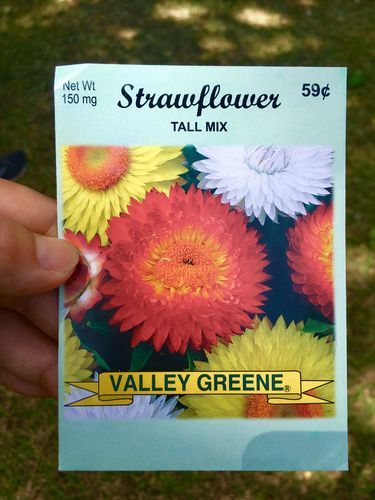 Net Wt
150 mg
Strawflower
59¢
TALL MIX
VALLEY GREENE®